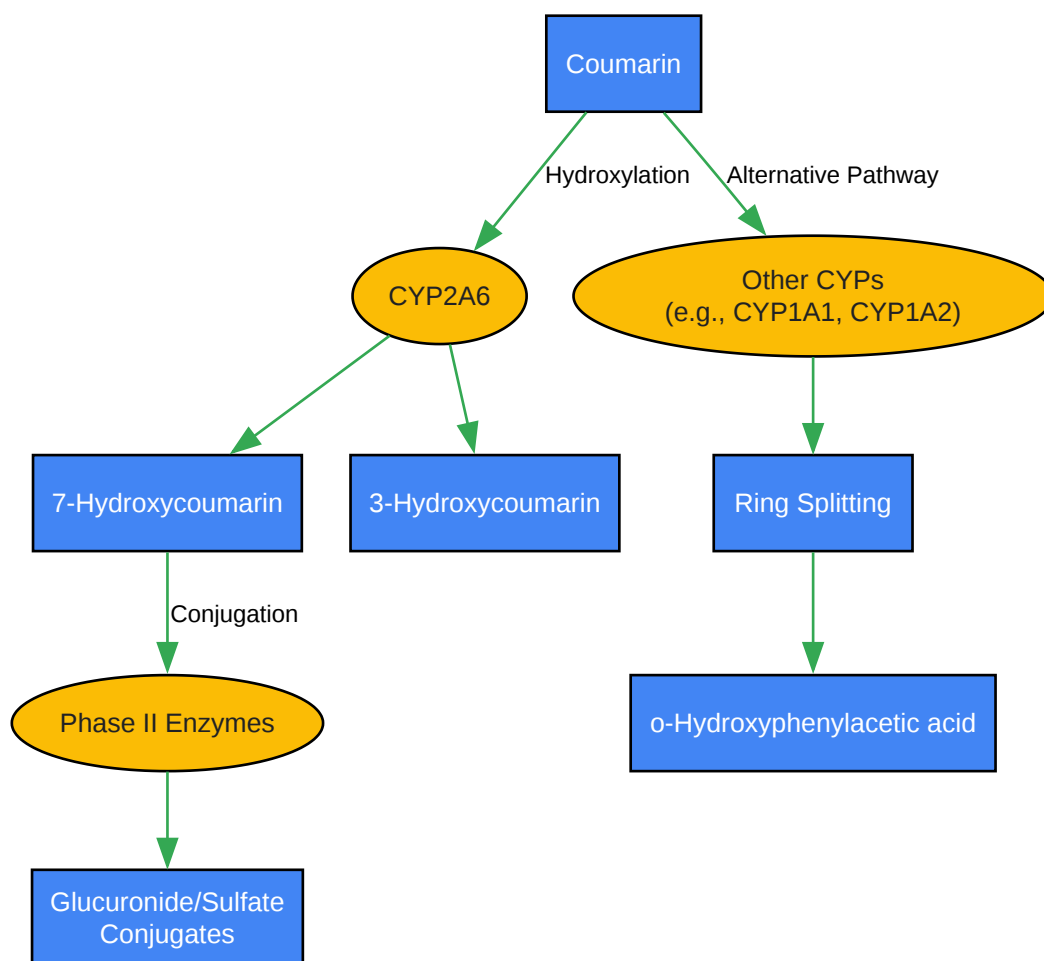 Coumarin
Hydroxylation
Alternative Pathway
CYP2A6
Other CYPs
(e.g., CYP1A1, CYP1A2)
7-Hydroxycoumarin
3-Hydroxycoumarin
Ring Splitting
Conjugation
Phase II Enzymes
o-Hydroxyphenylacetic acid
Glucuronide/Sulfate
Conjugates